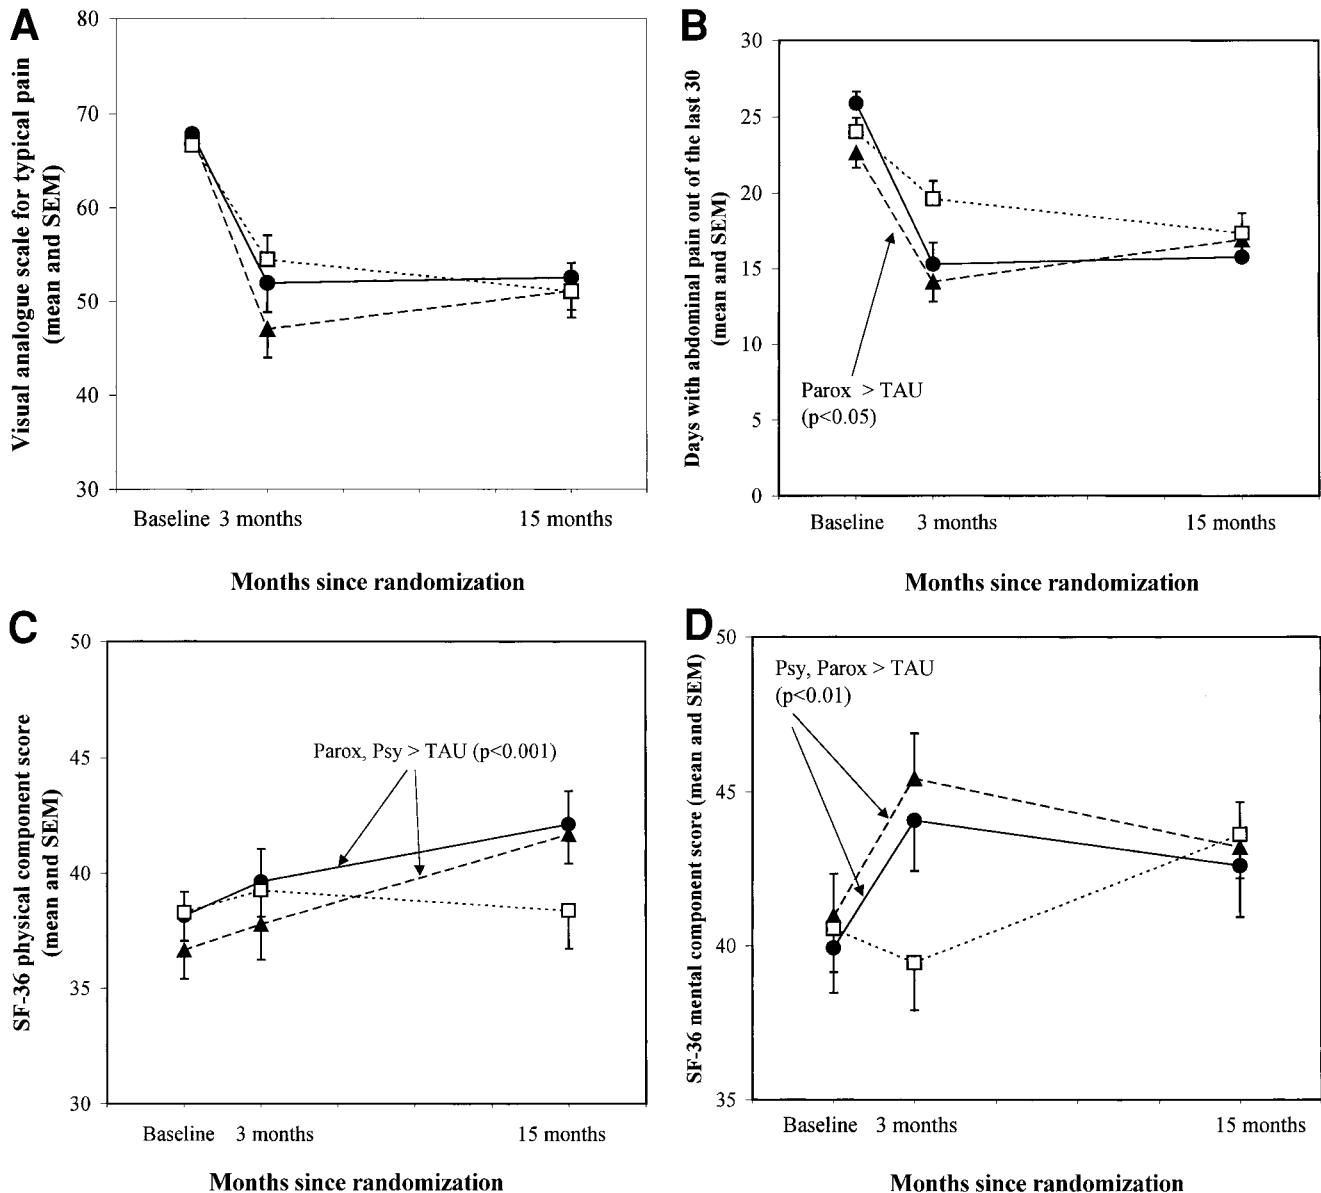 A
Visual analogue scale for typical pain
(mean and SEM)
80
70
60
50
40
30
Baseline 3 months 15 months
Months since randomization
B
Days with abdominal pain out of the last 30
(mean and SEM)
30
25
20
15
10
5
0
Parox > TAU
(p<0.05)
Baseline 3 months 15 months
Months since randomization
C
SF-36 physical component score
(mean and SEM)
50
45
40
35
30
Parox, Psy > TAU (p<0.001)
Baseline 3 months 15 months
Months since randomization
D
SF-36 mental component score (mean and SEM)
50
45
40
35
Psy, Parox > TAU
(p<0.01)
Baseline 3 months 15 months
Months since randomization